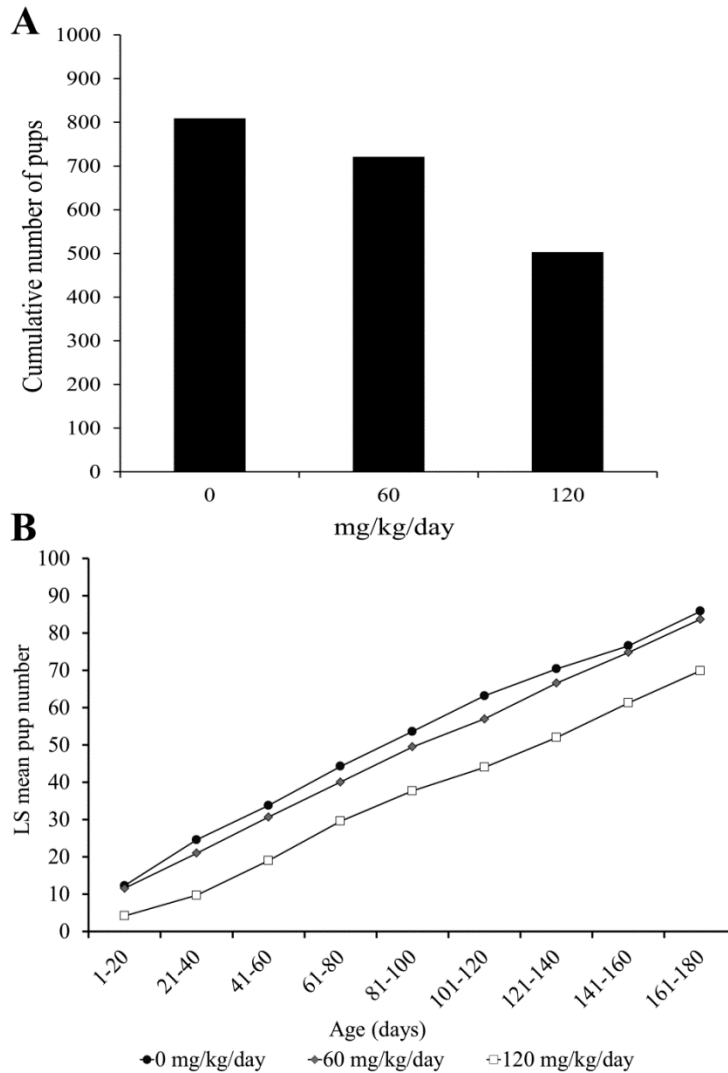 A
1000
900
800
700
600
500
400
300
200
100
0
Cumulative number of pups
0 60 120
mg/kg/day
B
100
90
80
70
60
50
40
30
20
10
0
LS mean pup number
1-20 21-40 41-60 61-80 81-100 101-120 121-140 141-160 161-180
Age (days)
0 mg/kg/day 60 mg/kg/day 120 mg/kg/day